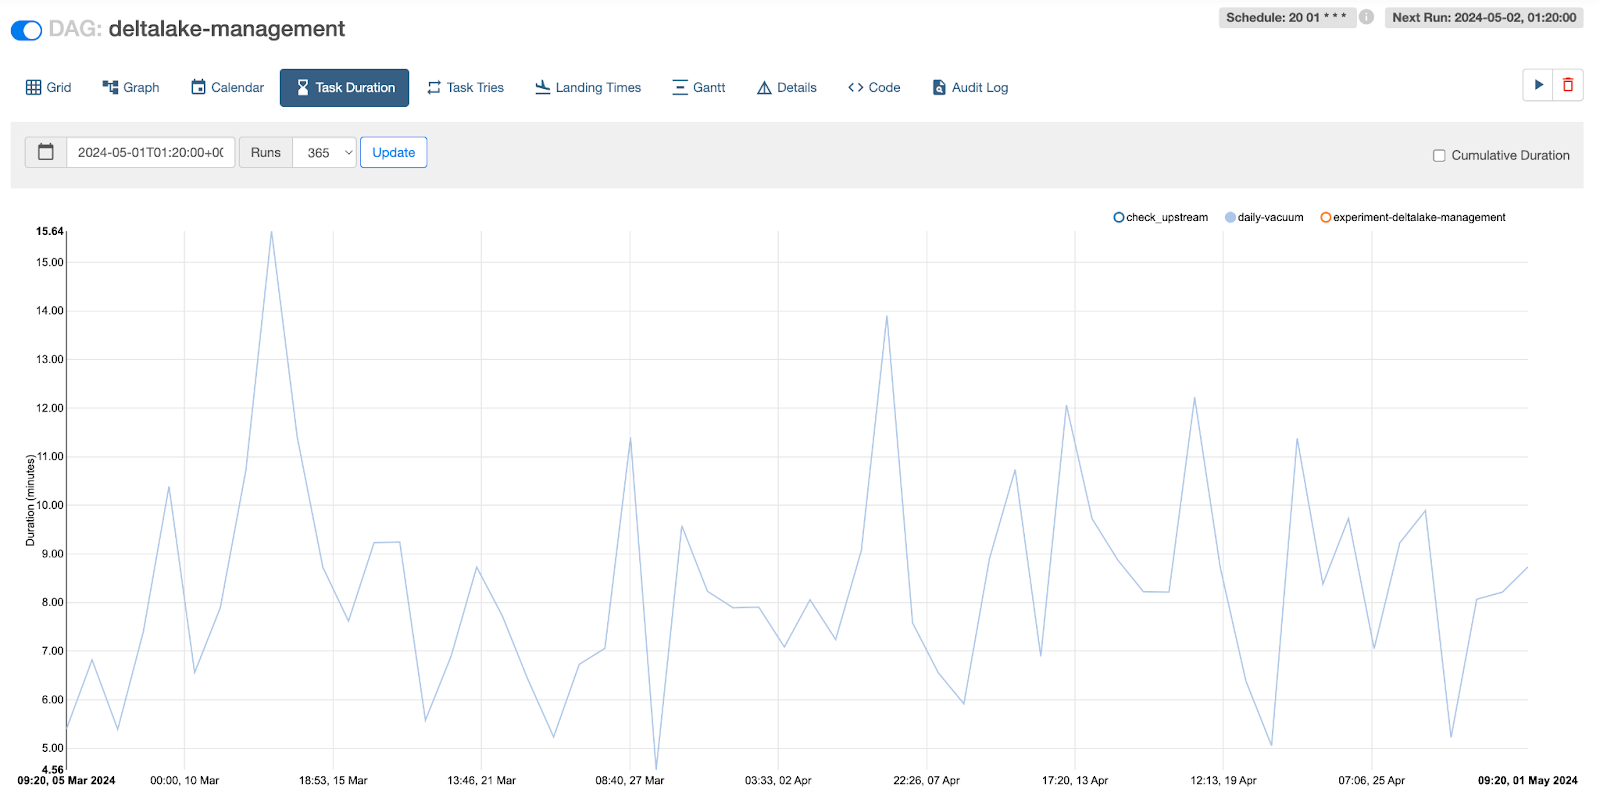 DAG: deltalake-management
Schedule: 20 01 * * *
Next Run: 2024-05-02, 01:20:00
Grid
Graph
Calendar
Task Duration
Task Tries
Landing Times
Gantt
Details
Code
Audit Log
2024-05-01T01:20:00+00
Runs
365
Update
Cumulative Duration
check_upstream
daily-vacuum
experiment-deltalake-management
15.64
15.00
14.00
13.00
12.00
11.00
10.00
9.00
8.00
7.00
6.00
5.00
4.56
Duration (minutes)
09:20, 05 Mar 2024
00:00, 10 Mar
18:53, 15 Mar
13:46, 21 Mar
08:40, 27 Mar
03:33, 02 Apr
22:26, 07 Apr
17:20, 13 Apr
12:13, 19 Apr
07:06, 25 Apr
09:20, 01 May 2024